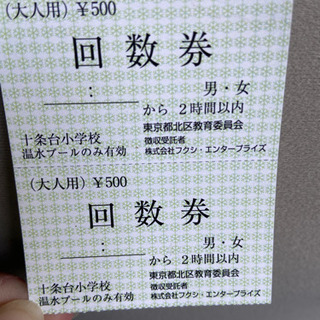 (大人用) ￥500
回数券
:
男・女
から 2時間以内
東京都北区教育委員会
十条台小学校
徴収受託者
温水プールのみ有効
株式会社フクシ・エンタープライズ
(大人用) ￥500
回数券
:
男・女
から 2時間以内
東京都北区教育委員会
十条台小学校
徴収受託者
温水プールのみ有効
株式会社フクシ・エンタープライズ